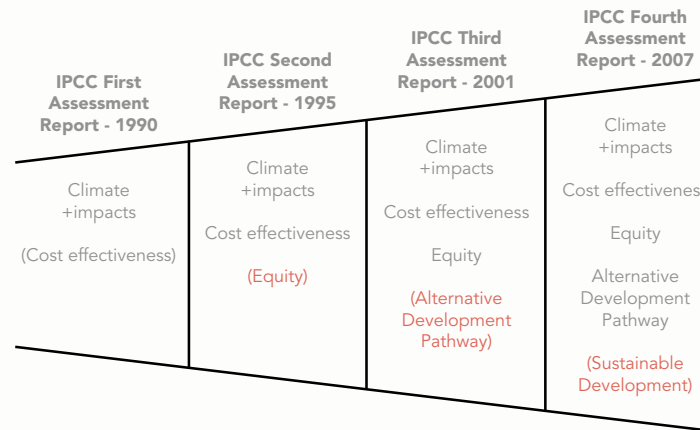 IPCC First
Assessment
Report - 1990
Climate
+impacts
(Cost effectiveness)
IPCC Second
Assessment
Report - 1995
Climate
+impacts
Cost effectiveness
(Equity)
IPCC Third
Assessment
Report - 2001
Climate
+impacts
Cost effectiveness
Equity
(Alternative
Development
Pathway)
IPCC Fourth
Assessment
Report - 2007
Climate
+impacts
Cost effectivenes
Equity
Alternative
Development
Pathway
(Sustainable
Development)